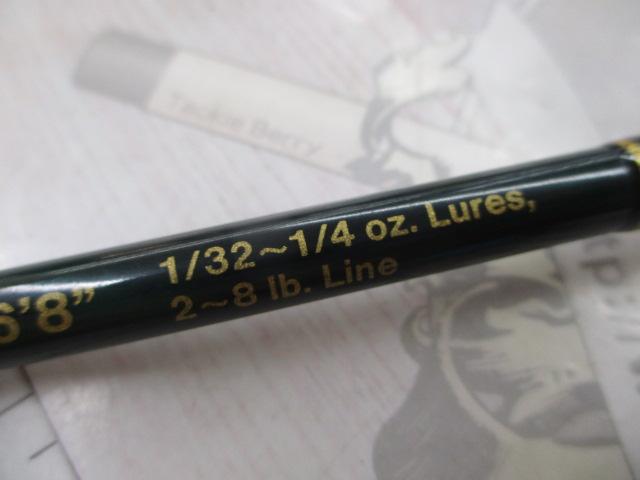 6'8"
1/32~1/4 oz. Lures,
2~8 lb. Line
Tackle Berry